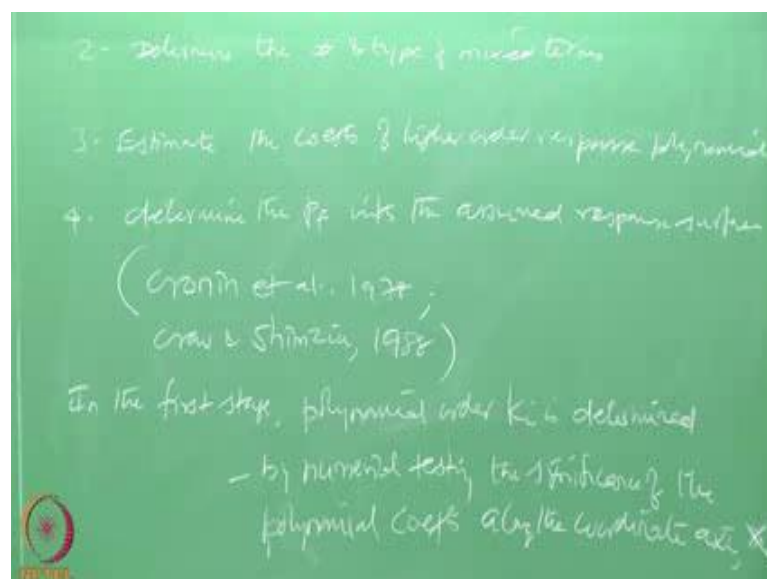 2- Determine the # & type of mixed terms
3. Estimate the coeffs of higher order response polynomial
4. determine the Pf with the assumed response surface
(Cronin et al. 1978,
Crow & Shimizu, 1988)
In the first stage, polynomial order Ki is determined
- by numerical testing the significance of the
polynomial coeffs along the coordinate axis, X